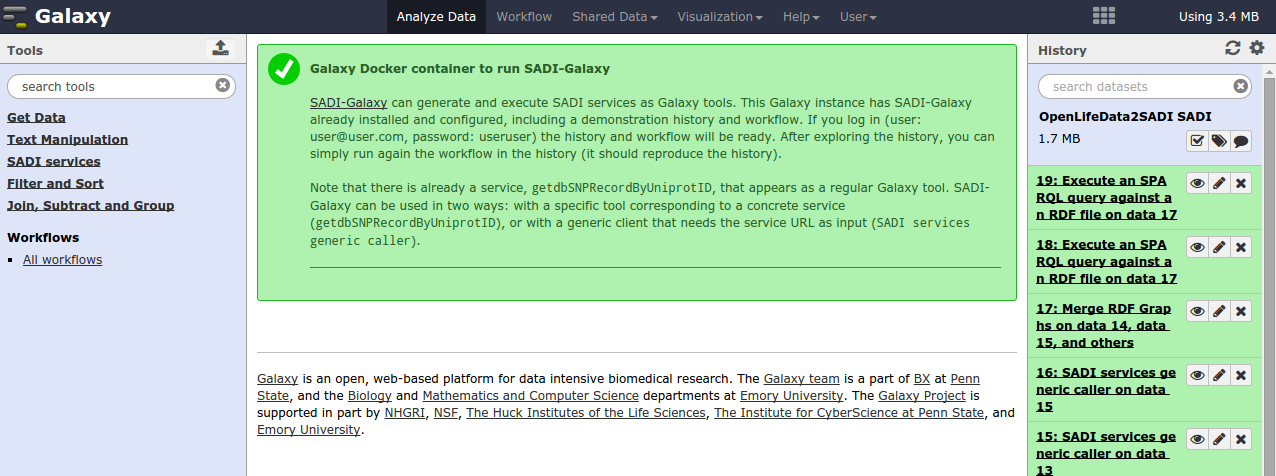 Galaxy
Analyze Data
Workflow
Shared Data
Visualization
Help
User
Using 3.4 MB
Tools
search tools
Get Data
Text Manipulation
SADI services
Filter and Sort
Join, Subtract and Group
Workflows
All workflows
Galaxy Docker container to run SADI-Galaxy
SADI-Galaxy can generate and execute SADI services as Galaxy tools. This Galaxy instance has SADI-Galaxy
already installed and configured, including a demonstration history and workflow. If you log in (user:
user@user.com, password: useruser) the history and workflow will be ready. After exploring the history, you can
simply run again the workflow in the history (it should reproduce the history).
Note that there is already a service, getdbSNPRecordByUniprotID, that appears as a regular Galaxy tool. SADI-
Galaxy can be used in two ways: with a specific tool corresponding to a concrete service
(getdbSNPRecordByUniprotID), or with a generic client that needs the service URL as input (SADI services
generic caller).
Galaxy is an open, web-based platform for data intensive biomedical research. The Galaxy team is a part of BX at Penn
State, and the Biology and Mathematics and Computer Science departments at Emory University. The Galaxy Project is
supported in part by NHGRI, NSF, The Huck Institutes of the Life Sciences, The Institute for CyberScience at Penn State, and
Emory University.
History
search datasets
OpenLifeData2SADI SADI
1.7 MB
19: Execute an SPA
RQL query against a
n RDF file on data 17
18: Execute an SPA
RQL query against a
n RDF file on data 17
17: Merge RDF Grap
hs on data 14, data
15, and others
16: SADI services ge
neric caller on data
15
15: SADI services ge
neric caller on data
13